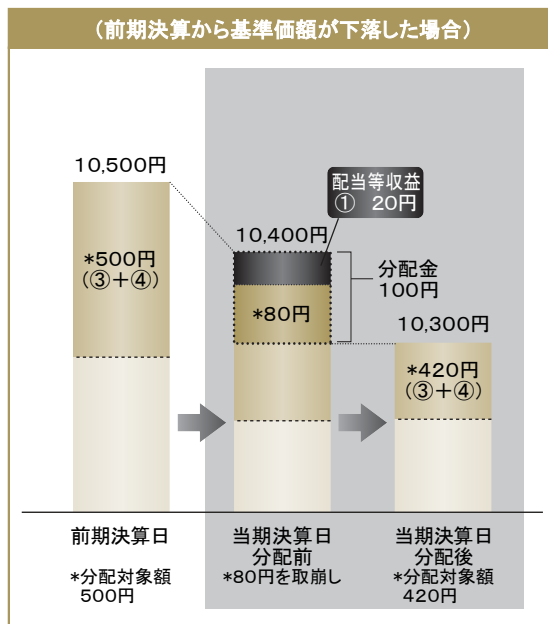 （前期決算から基準価額が下落した場合）
10,500円
*500円
（③＋④）
配当等収益
① 20円
10,400円
*80円
分配金
100円
10,300円
*420円
（③＋④）
前期決算日
*分配対象額
500円
当期決算日
分配前
*80円を取崩し
当期決算日
分配後
*分配対象額
420円